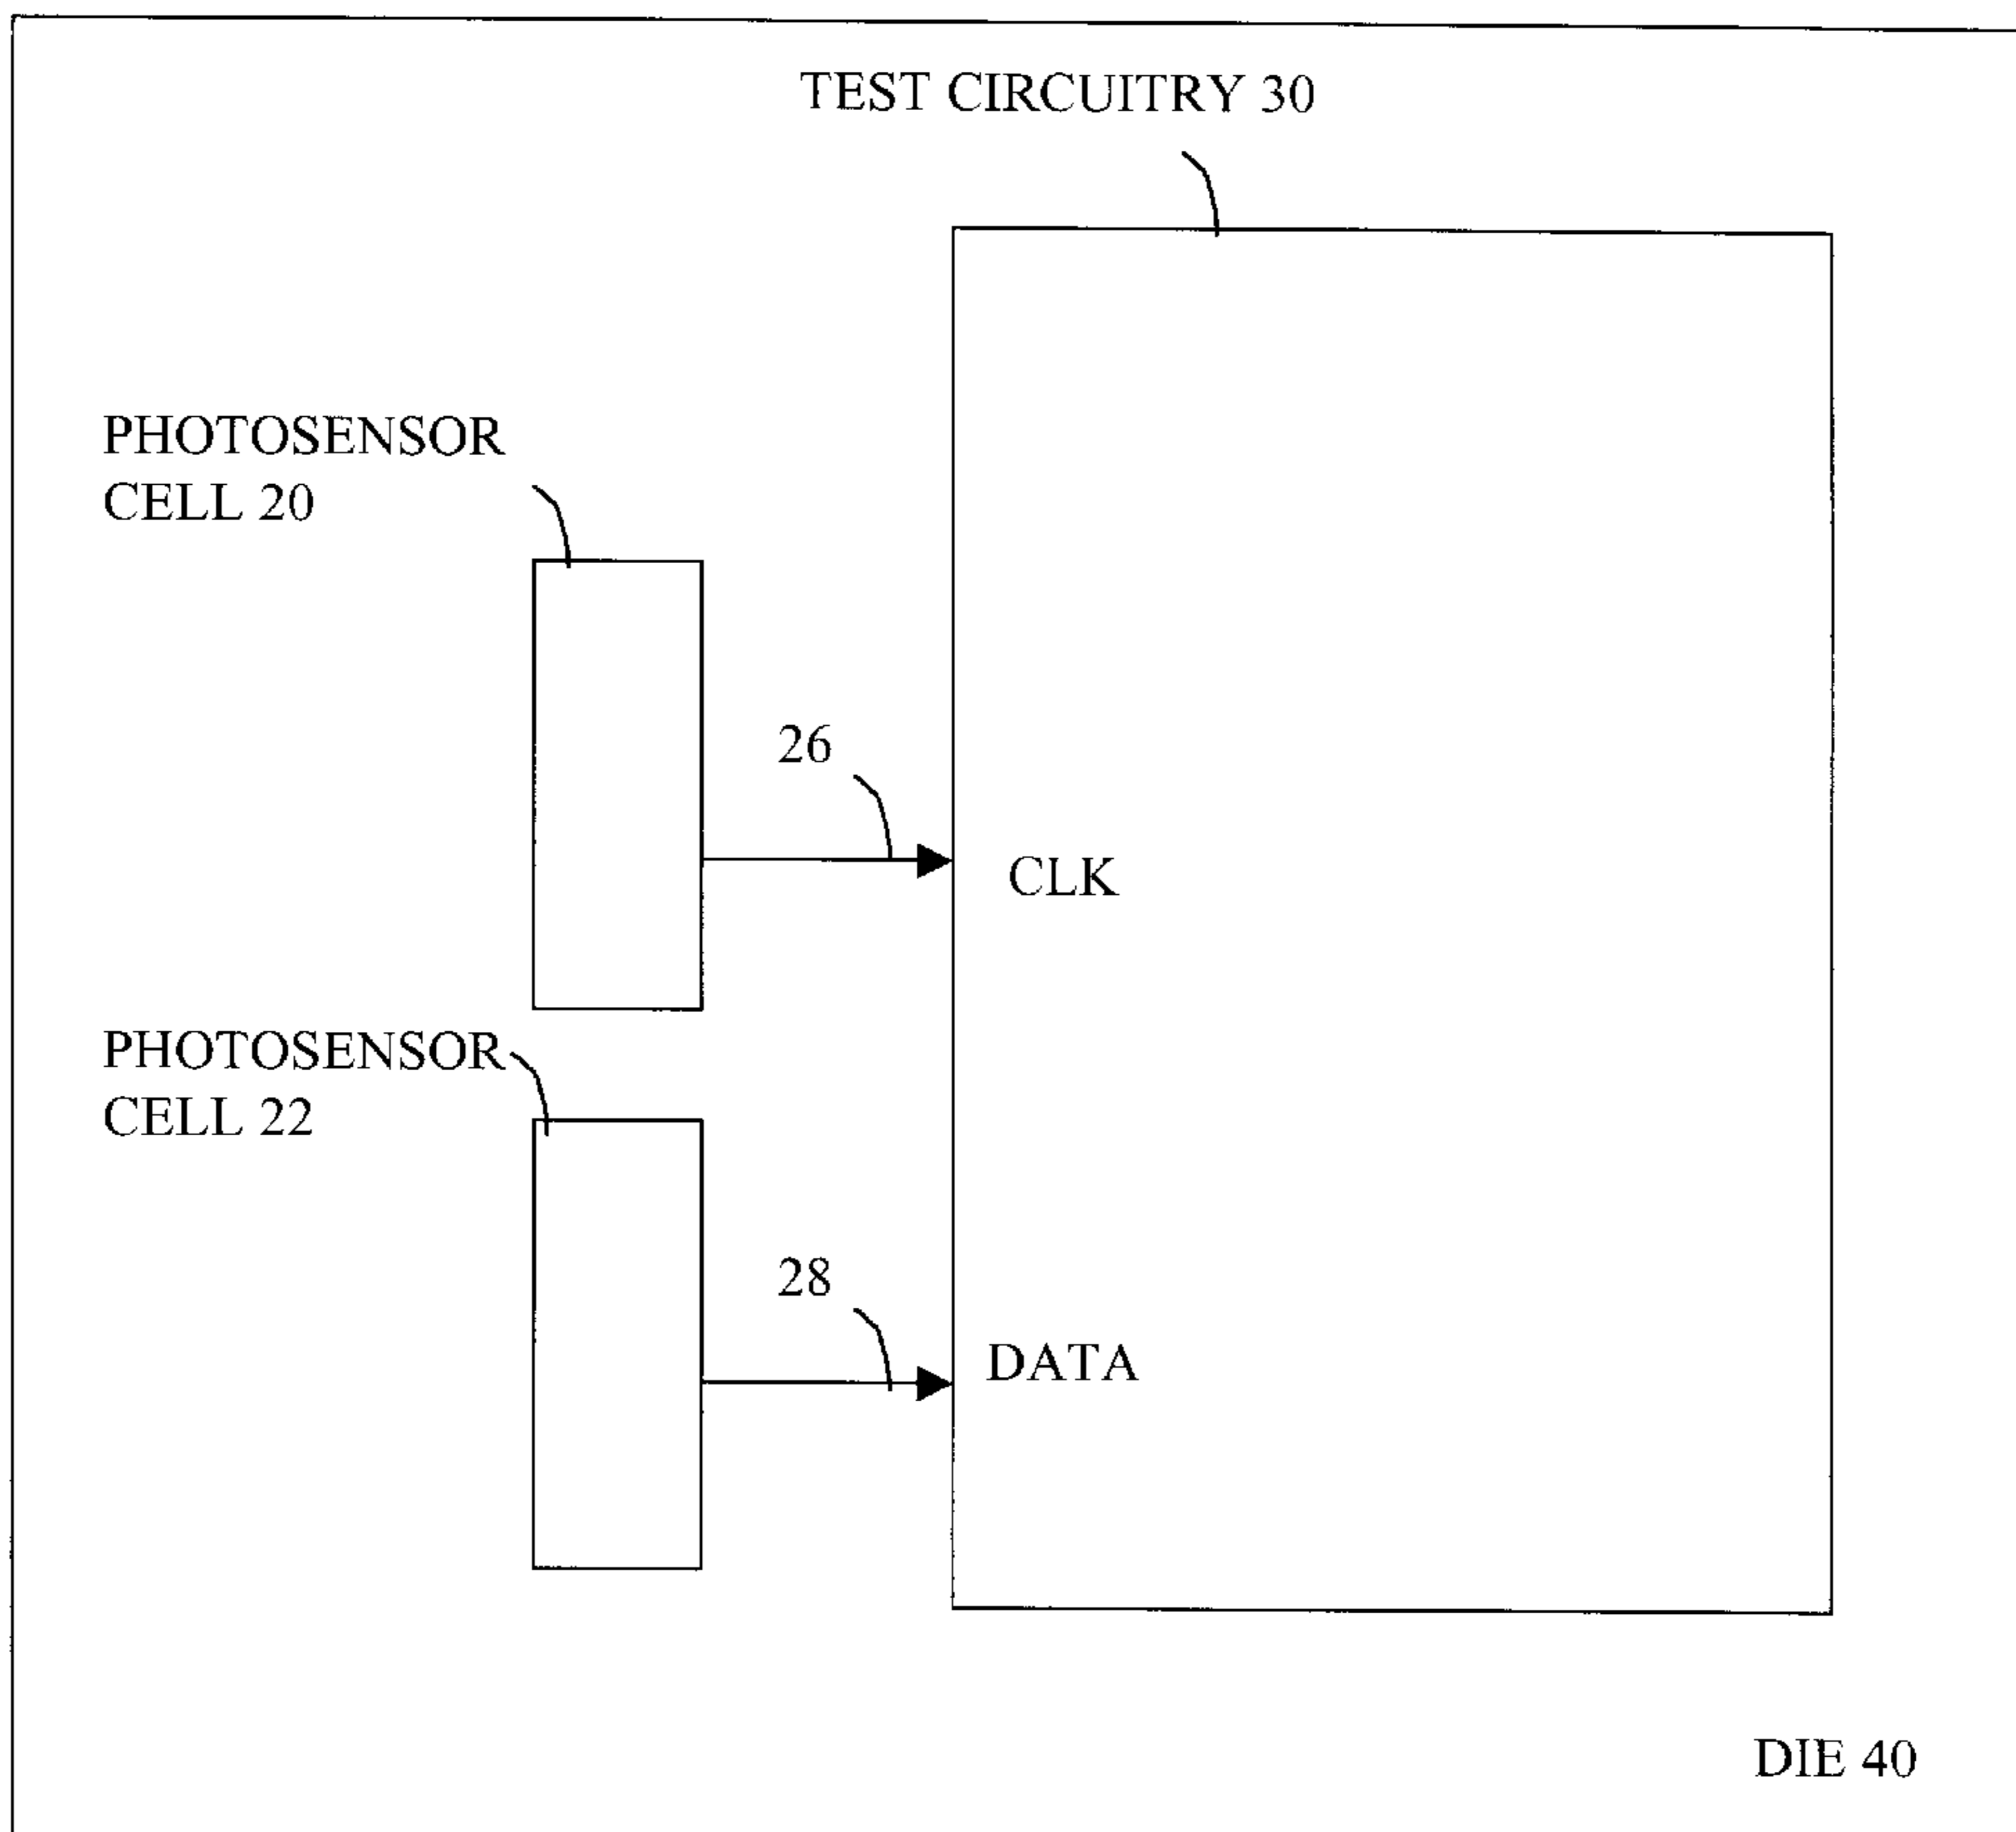 TEST CIRCUITRY 30
PHOTOSENSOR
CELL 20
26
CLK
PHOTOSENSOR
CELL 22
28
DATA
DIE 40